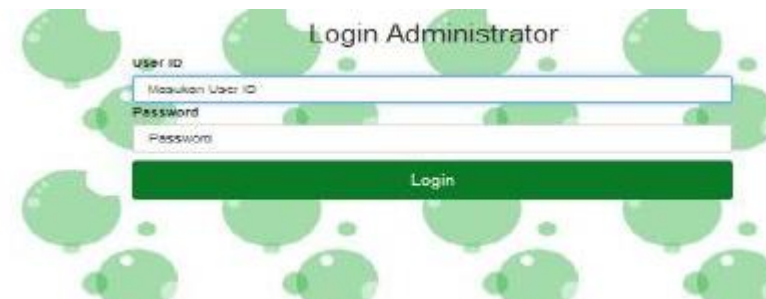 Login Administrator
User ID
Masukan User ID
Password
Password
Login